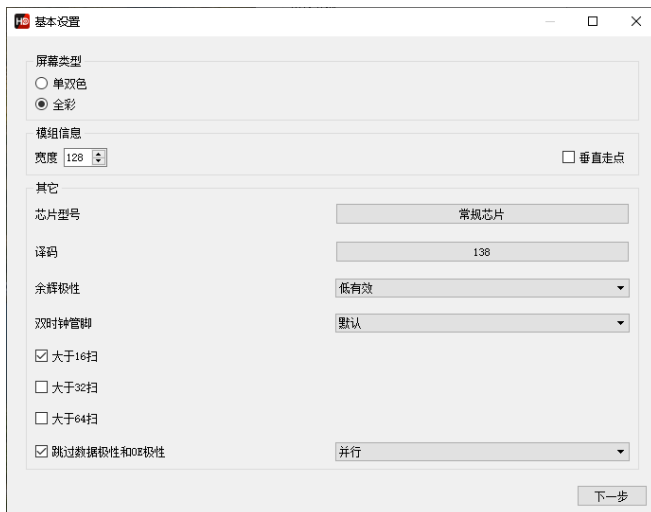 HD 基本设置
屏幕类型
单双色
全彩
模组信息
宽度 128 垂直走点
其它
芯片型号 常规芯片
译码 138
余辉极性 低有效
双时钟管脚 默认
大于16扫
大于32扫
大于64扫
跳过数据极性和OE极性 并行
下一步